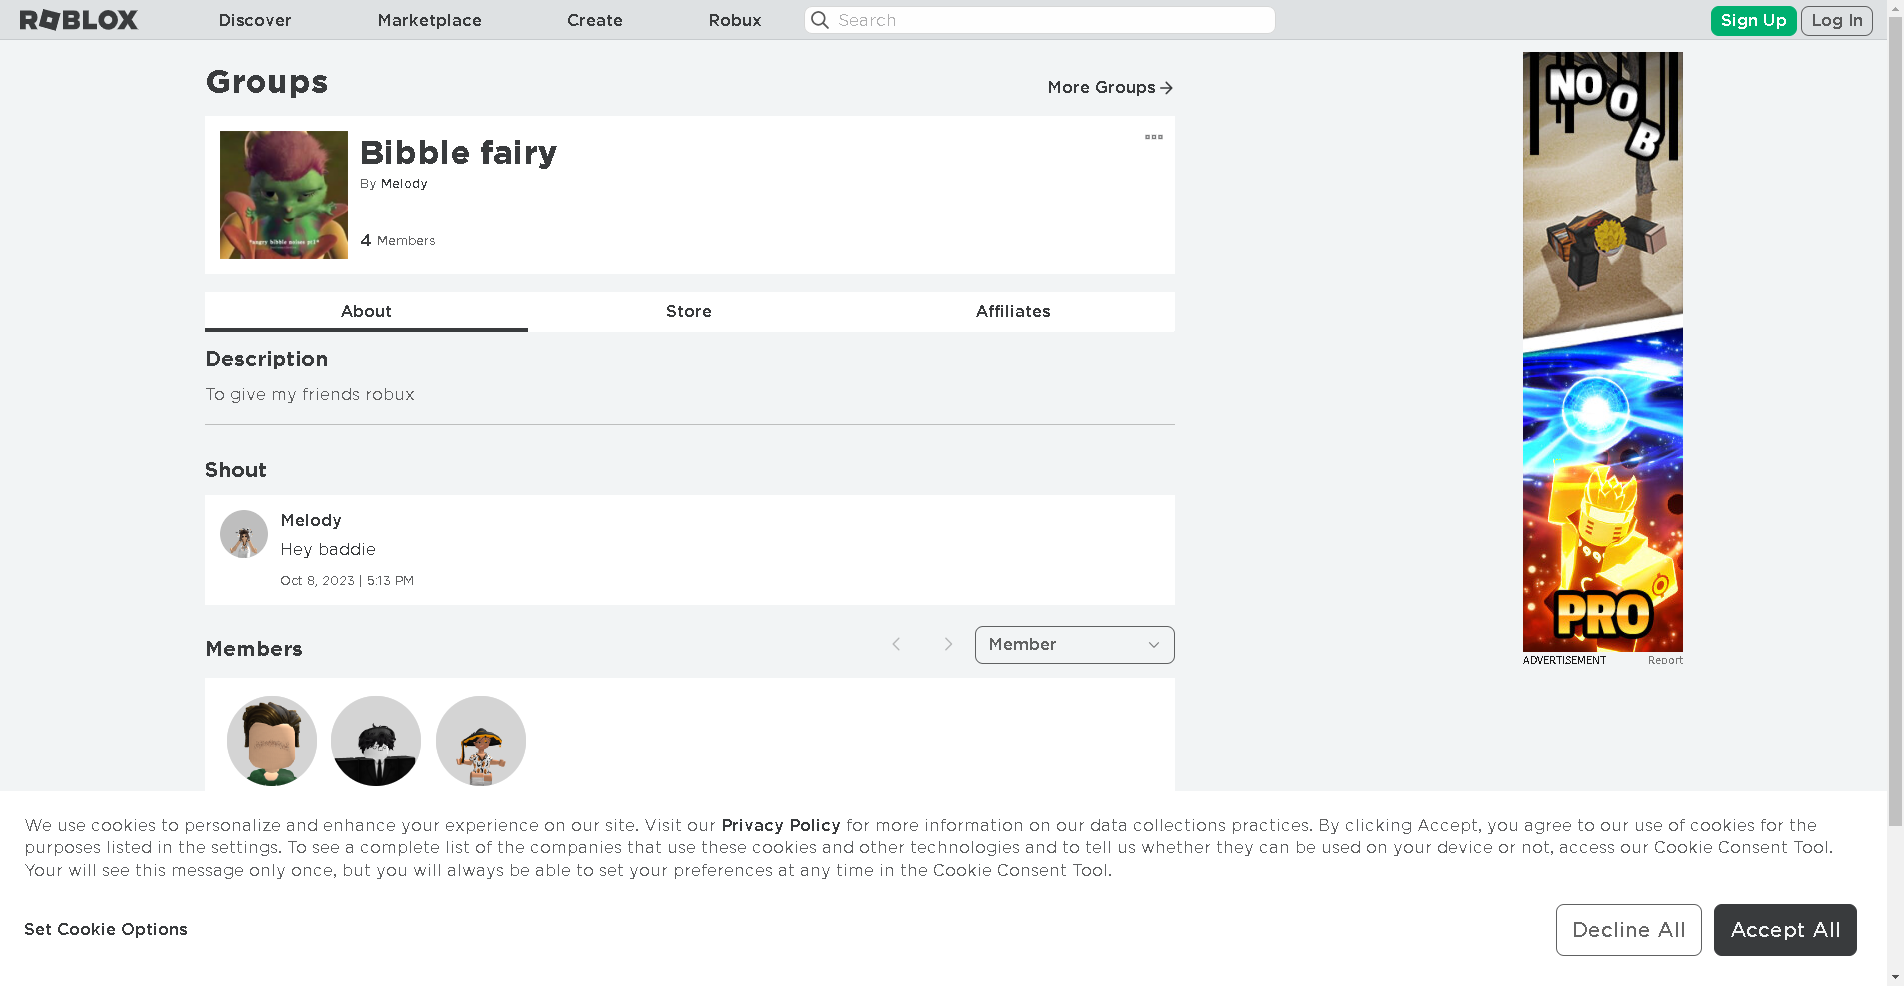 ROBLOX
Discover
Marketplace
Create
Robux
Search
Sign Up
Log In
Groups
More Groups
Bibble fairy
By Melody
4 Members
*angry bibble noises pt1*
About
Store
Affiliates
Description
To give my friends robux
Shout
Melody
Hey baddie
Oct 8, 2023 | 5:13 PM
Members
Member
NOOB
PRO
ADVERTISEMENT
Report
We use cookies to personalize and enhance your experience on our site. Visit our Privacy Policy for more information on our data collections practices. By clicking Accept, you agree to our use of cookies for the
purposes listed in the settings. To see a complete list of the companies that use these cookies and other technologies and to tell us whether they can be used on your device or not, access our Cookie Consent Tool.
Your will see this message only once, but you will always be able to set your preferences at any time in the Cookie Consent Tool.
Set Cookie Options
Decline All
Accept All